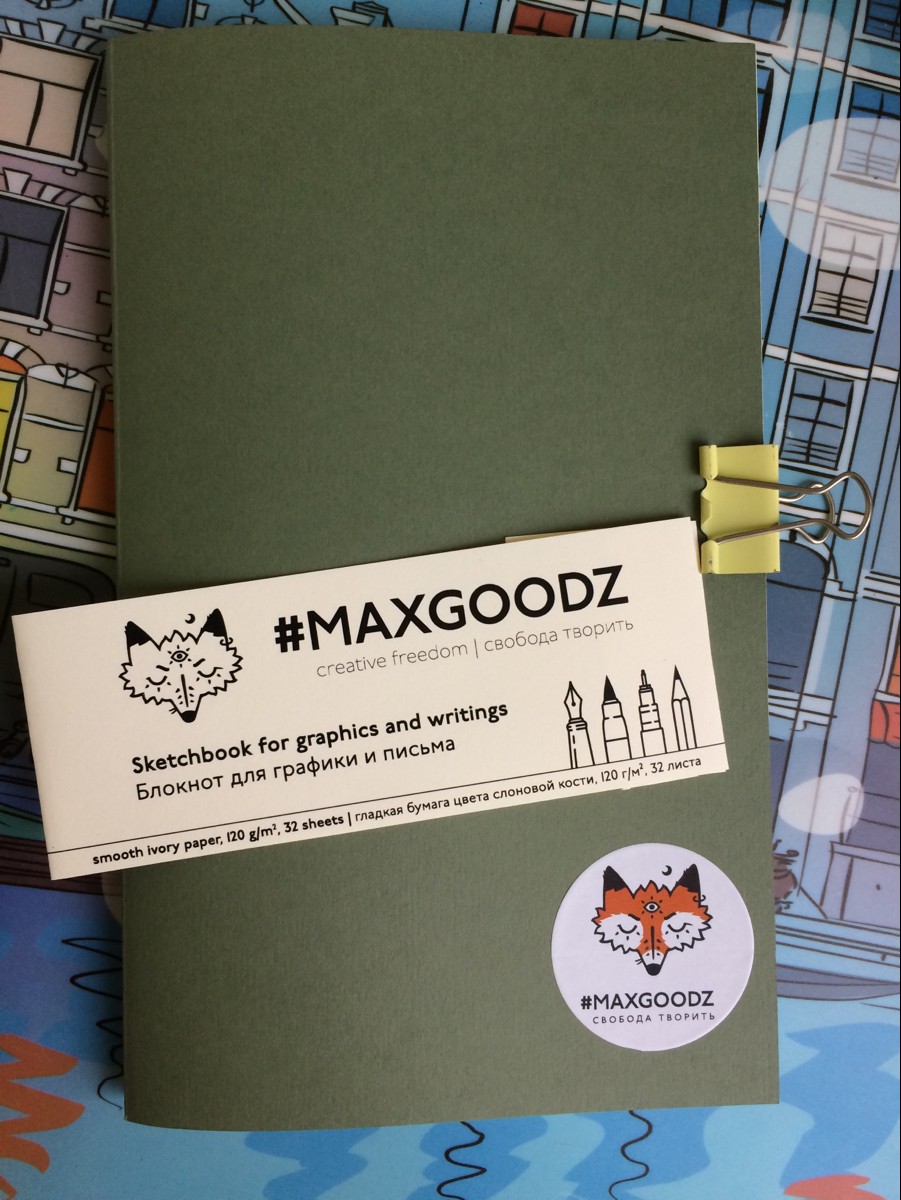 #MAXGOODZ
creative freedom | свобода творить
Sketchbook for graphics and writings
Блокнот для графики и письма
smooth ivory paper, 120 g/m², 32 sheets | гладкая бумага цвета слоновой кости, 120 г/м², 32 листа
#MAXGOODZ
СВОБОДА ТВОРИТЬ